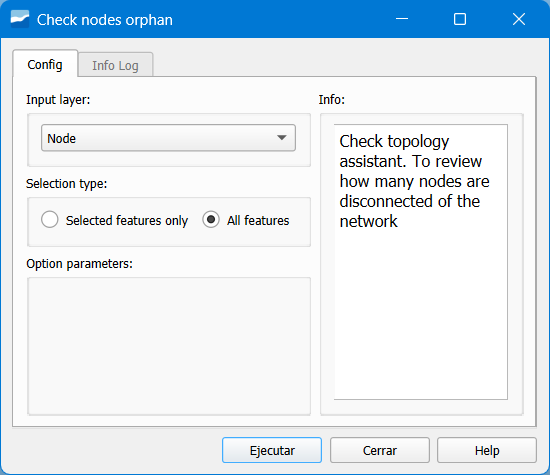 Check nodes orphan
Config
Info Log
Input layer:
Node
Selection type:
Selected features only
All features
Option parameters:
Info:
Check topology
assistant. To review
how many nodes are
disconnected of the
network
Ejecutar
Cerrar
Help